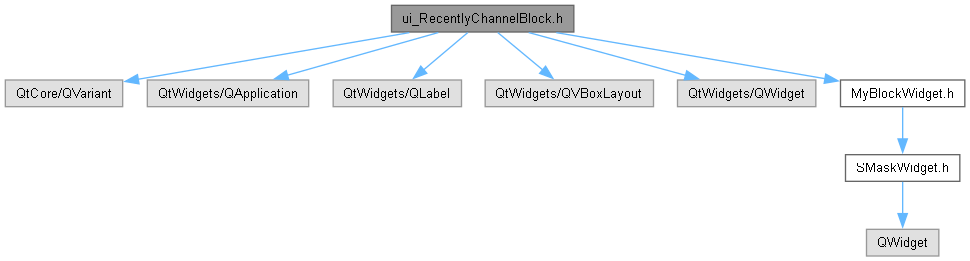 ui_RecentlyChannelBlock.h
QtCore/QVariant
QtWidgets/QApplication
QtWidgets/QLabel
QtWidgets/QVBoxLayout
QtWidgets/QWidget
MyBlockWidget.h
SMaskWidget.h
QWidget